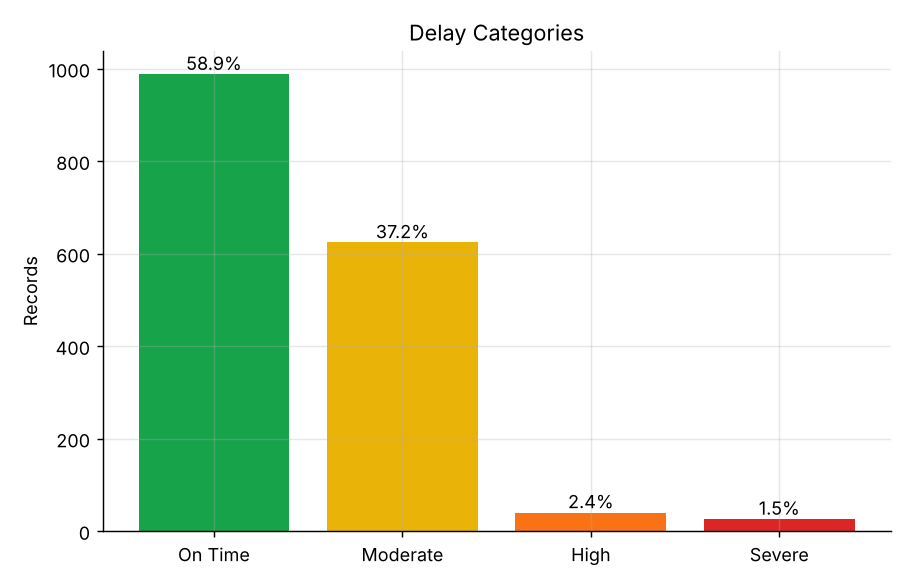 Delay Categories
Records
1000
800
600
400
200
0
58.9%
37.2%
2.4%
1.5%
On Time
Moderate
High
Severe